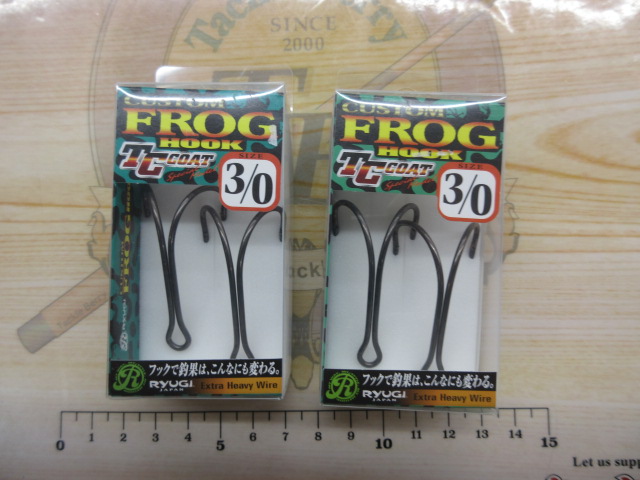 SINCE
2000
CUSTOM
FROG
HOOK
TC COAT
SIZE
3/0
フックで釣果は、こんなにも変わる。
RYUGI
JAPAN
Extra Heavy Wire
CUSTOM
FROG
HOOK
TC COAT
SIZE
3/0
フックで釣果は、こんなにも変わる。
RYUGI
JAPAN
Extra Heavy Wire
0 1 2 3 4 5 6 7 8 9 10 11 12 13 14 15
Let us supp